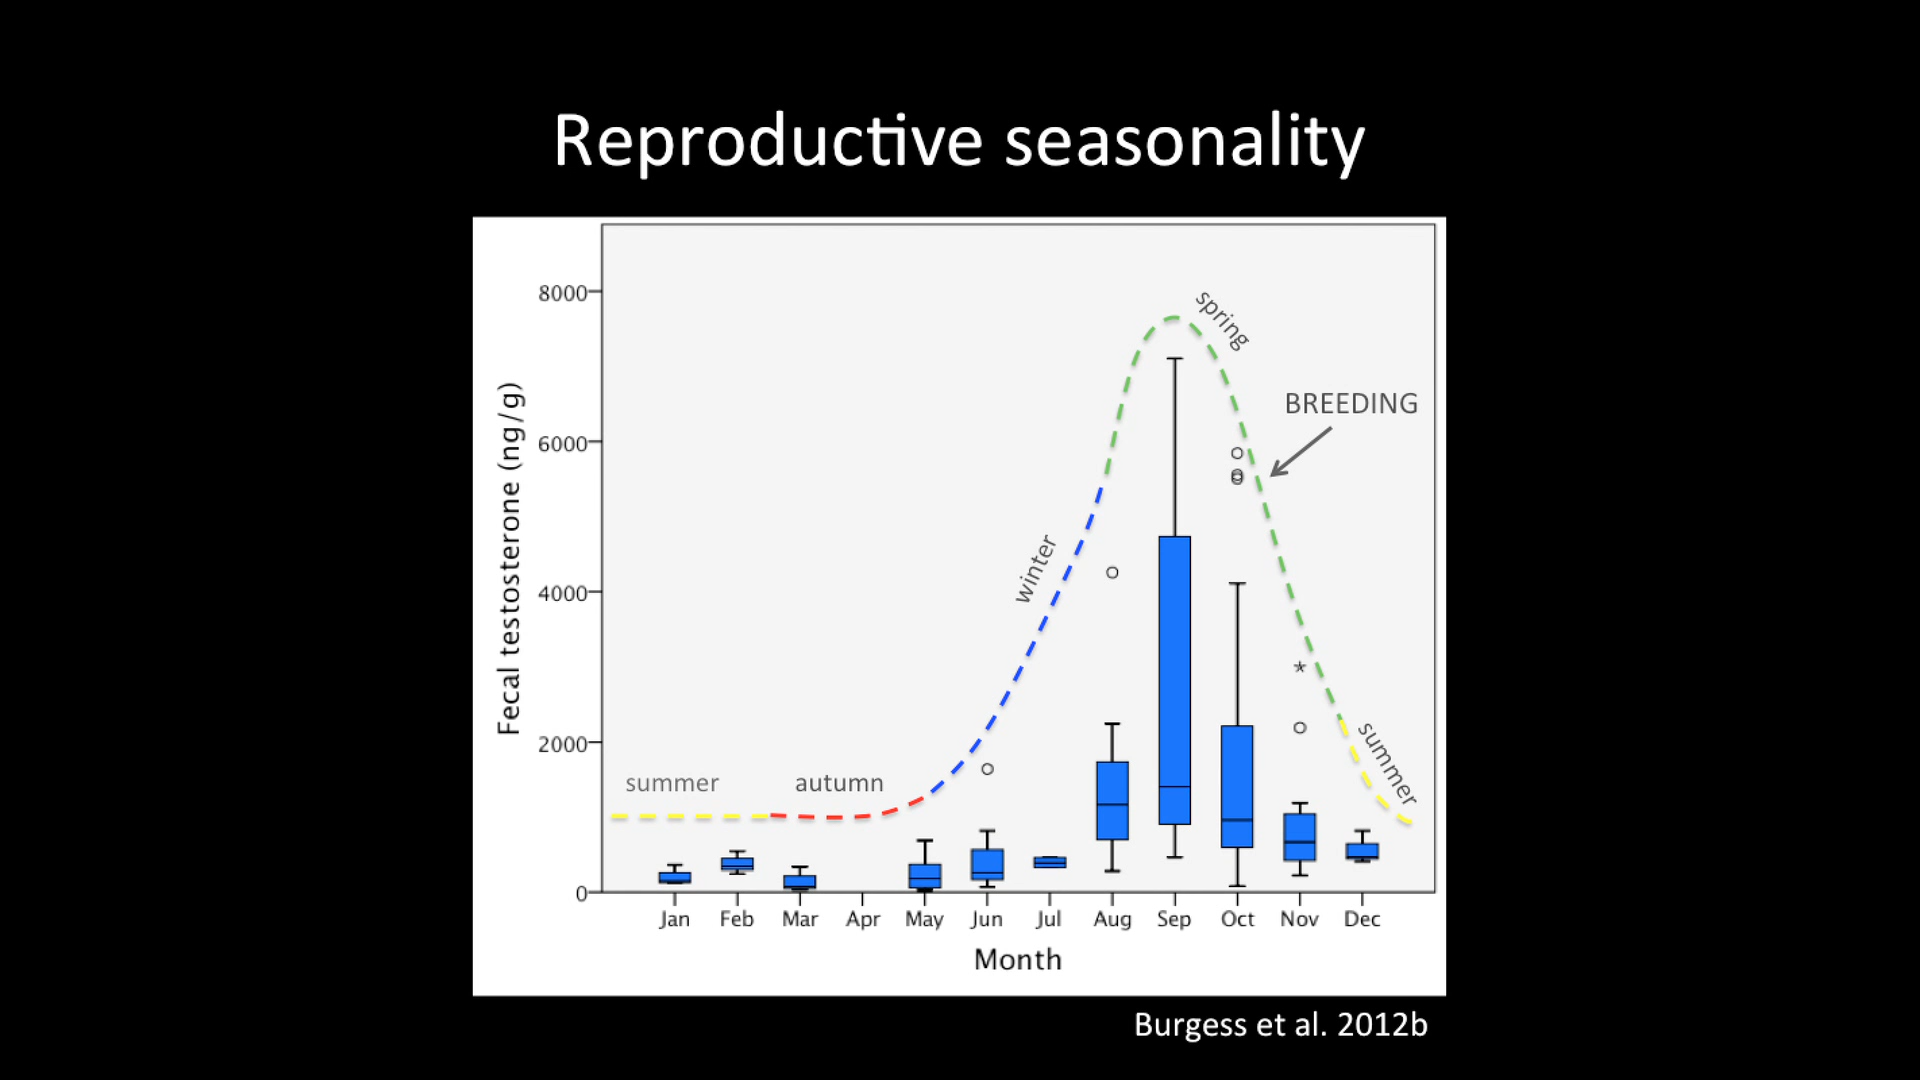 Reproductive seasonality
8000
6000
4000
2000
0
Fecal testosterone (ng/g)
summer
autumn
winter
spring
BREEDING
summer
*
Jan Feb Mar Apr May Jun Jul Aug Sep Oct Nov Dec
Month
Burgess et al. 2012b